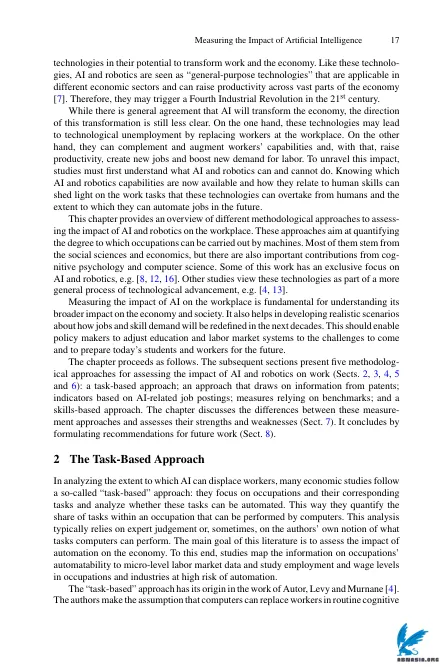 Measuring the Impact of Artificial Intelligence 17
technologies in their potential to transform work and the economy. Like these technolo-
gies, AI and robotics are seen as “general-purpose technologies” that are applicable in
different economic sectors and can raise productivity across vast parts of the economy
[7]. Therefore, they may trigger a Fourth Industrial Revolution in the 21st century.
While there is general agreement that AI will transform the economy, the direction
of this transformation is still less clear. On the one hand, these technologies may lead
to technological unemployment by replacing workers at the workplace. On the other
hand, they can complement and augment workers’ capabilities and, with that, raise
productivity, create new jobs and boost new demand for labor. To unravel this impact,
studies must first understand what AI and robotics can and cannot do. Knowing which
AI and robotics capabilities are now available and how they relate to human skills can
shed light on the work tasks that these technologies can overtake from humans and the
extent to which they can automate jobs in the future.
This chapter provides an overview of different methodological approaches to assess-
ing the impact of AI and robotics on the workplace. These approaches aim at quantifying
the degree to which occupations can be carried out by machines. Most of them stem from
the social sciences and economics, but there are also important contributions from cog-
nitive psychology and computer science. Some of this work has an exclusive focus on
AI and robotics, e.g. [8, 12, 16]. Other studies view these technologies as part of a more
general process of technological advancement, e.g. [4, 13].
Measuring the impact of AI on the workplace is fundamental for understanding its
broader impact on the economy and society. It also helps in developing realistic scenarios
about how jobs and skill demand will be redefined in the next decades. This should enable
policy makers to adjust education and labor market systems to the challenges to come
and to prepare today’s students and workers for the future.
The chapter proceeds as follows. The subsequent sections present five methodolog-
ical approaches for assessing the impact of AI and robotics on work (Sects. 2, 3, 4, 5
and 6): a task-based approach; an approach that draws on information from patents;
indicators based on AI-related job postings; measures relying on benchmarks; and a
skills-based approach. The chapter discusses the differences between these measure-
ment approaches and assesses their strengths and weaknesses (Sect. 7). It concludes by
formulating recommendations for future work (Sect. 8).
2 The Task-Based Approach
In analyzing the extent to which AI can displace workers, many economic studies follow
a so-called “task-based” approach: they focus on occupations and their corresponding
tasks and analyze whether these tasks can be automated. This way they quantify the
share of tasks within an occupation that can be performed by computers. This analysis
typically relies on expert judgement or, sometimes, on the authors’ own notion of what
tasks computers can perform. The main goal of this literature is to assess the impact of
automation on the economy. To this end, studies map the information on occupations’
automatability to micro-level labor market data and study employment and wage levels
in occupations and industries at high risk of automation.
The “task-based” approach has its origin in the work of Autor, Levy and Murnane [4].
The authors make the assumption that computers can replace workers in routine cognitive